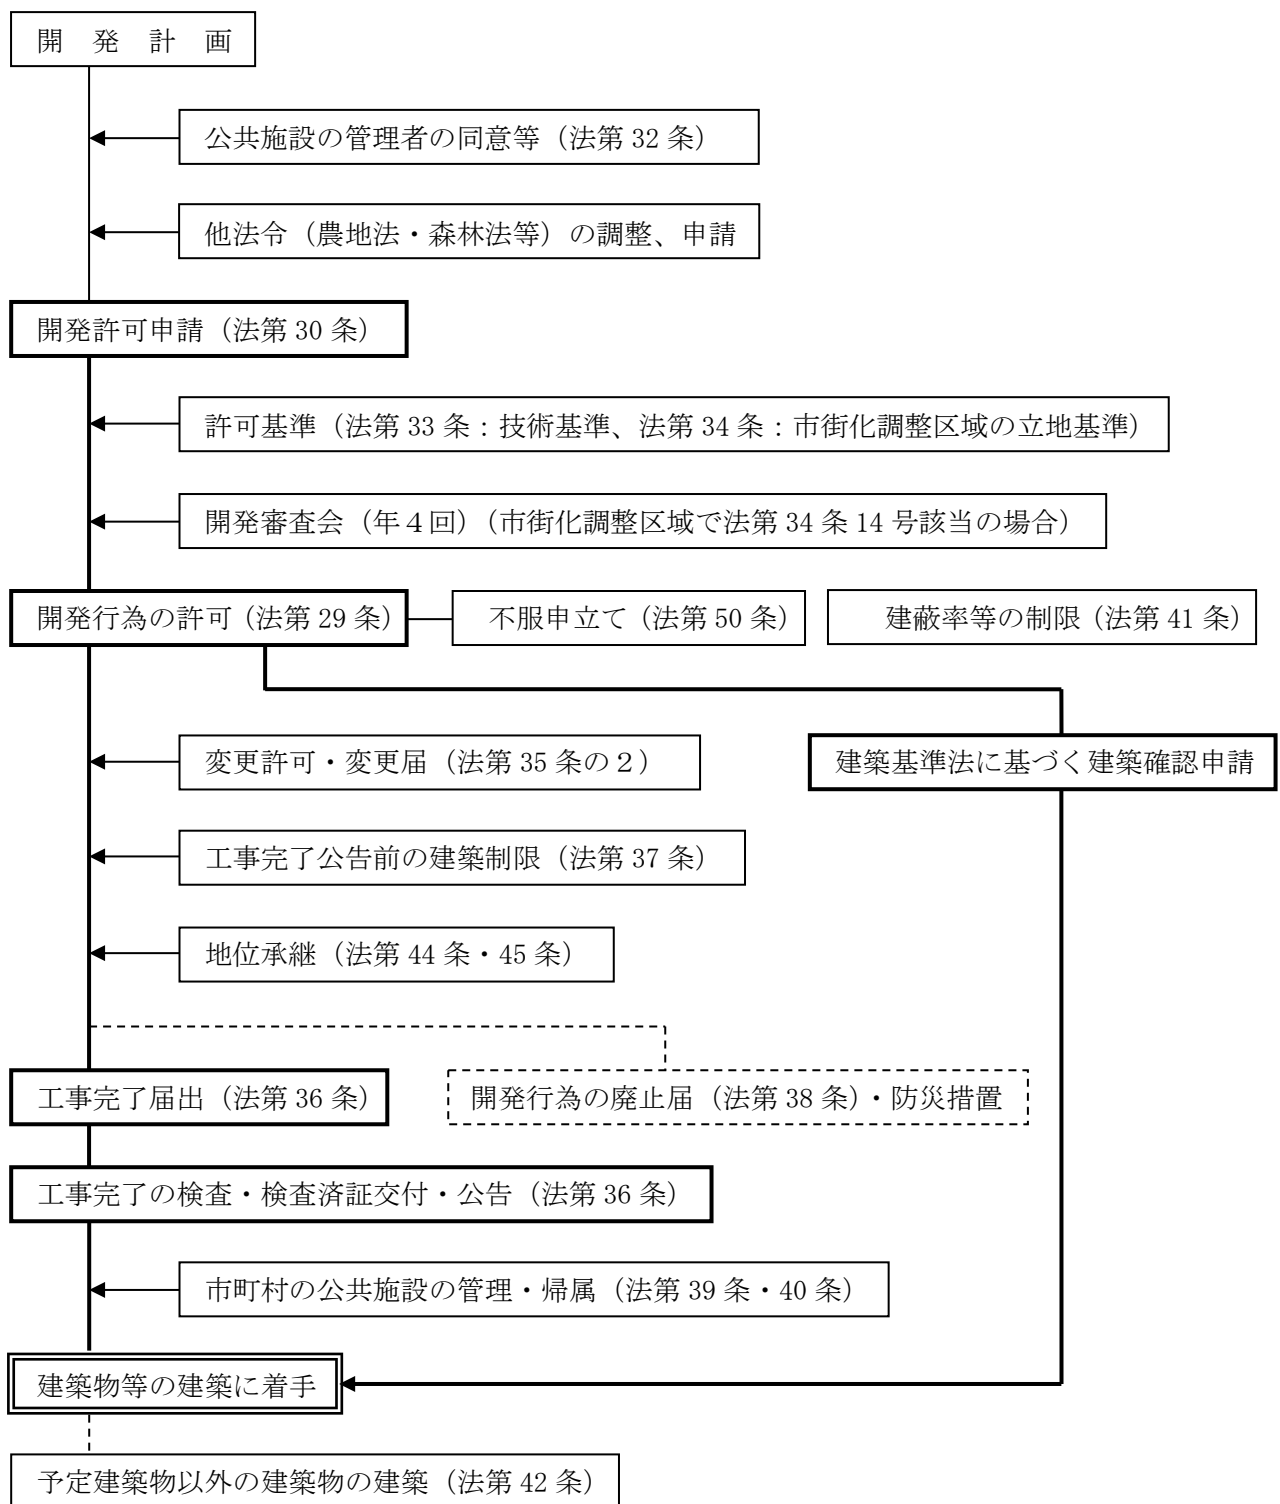 開　発　計　画
公共施設の管理者の同意等（法第 32 条）
他法令（農地法・森林法等）の調整、申請
開発許可申請（法第 30 条）
許可基準（法第 33 条：技術基準、法第 34 条：市街化調整区域の立地基準）
開発審査会（年４回）（市街化調整区域で法第 34 条 14 号該当の場合）
開発行為の許可（法第 29 条）
不服申立て（法第 50 条）
建蔽率等の制限（法第 41 条）
変更許可・変更届（法第 35 条の２）
建築基準法に基づく建築確認申請
工事完了公告前の建築制限（法第 37 条）
地位承継（法第 44 条・45 条）
工事完了届出（法第 36 条）
開発行為の廃止届（法第 38 条）・防災措置
工事完了の検査・検査済証交付・公告（法第 36 条）
市町村の公共施設の管理・帰属（法第 39 条・40 条）
建築物等の建築に着手
予定建築物以外の建築物の建築（法第 42 条）